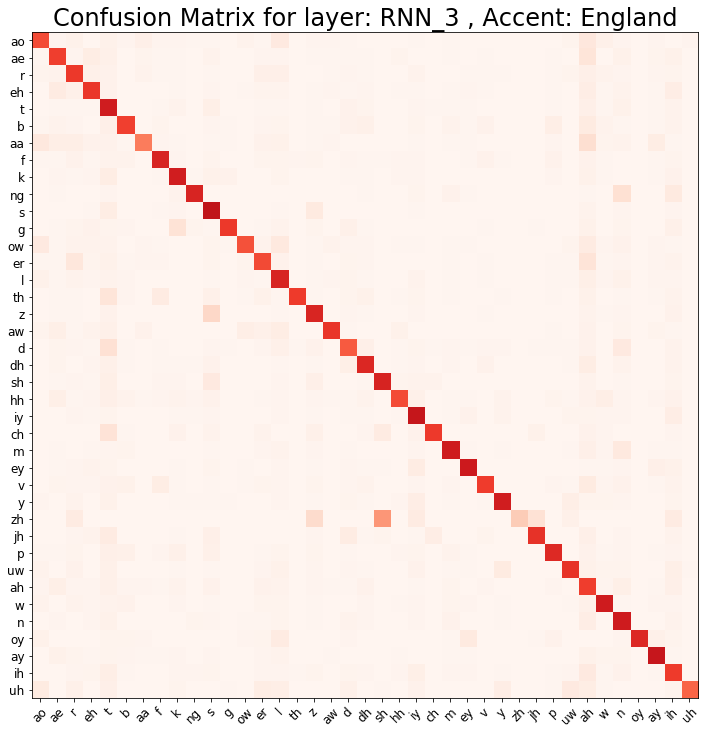 Confusion Matrix for layer: RNN_3 , Accent: England
ao
ae
r
eh
t
b
aa
f
k
ng
s
g
ow
er
l
th
z
aw
d
dh
sh
hh
iy
ch
m
ey
v
y
zh
jh
p
uw
ah
w
n
oy
ay
ih
uh
ao ae r eh t b aa f k ng s g ow er l th z aw d dh sh hh iy ch m ey v y zh jh p uw ah w n oy ay ih uh